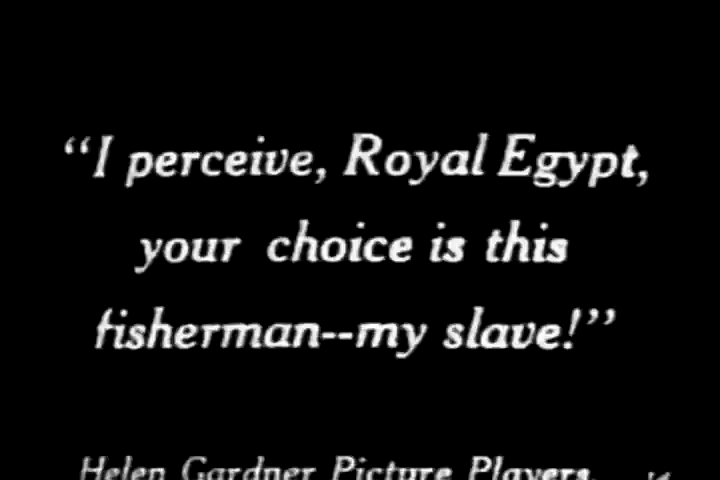 “I perceive, Royal Egypt,
your choice is this
fisherman--my slave!”
Helen Gardner Picture Players.